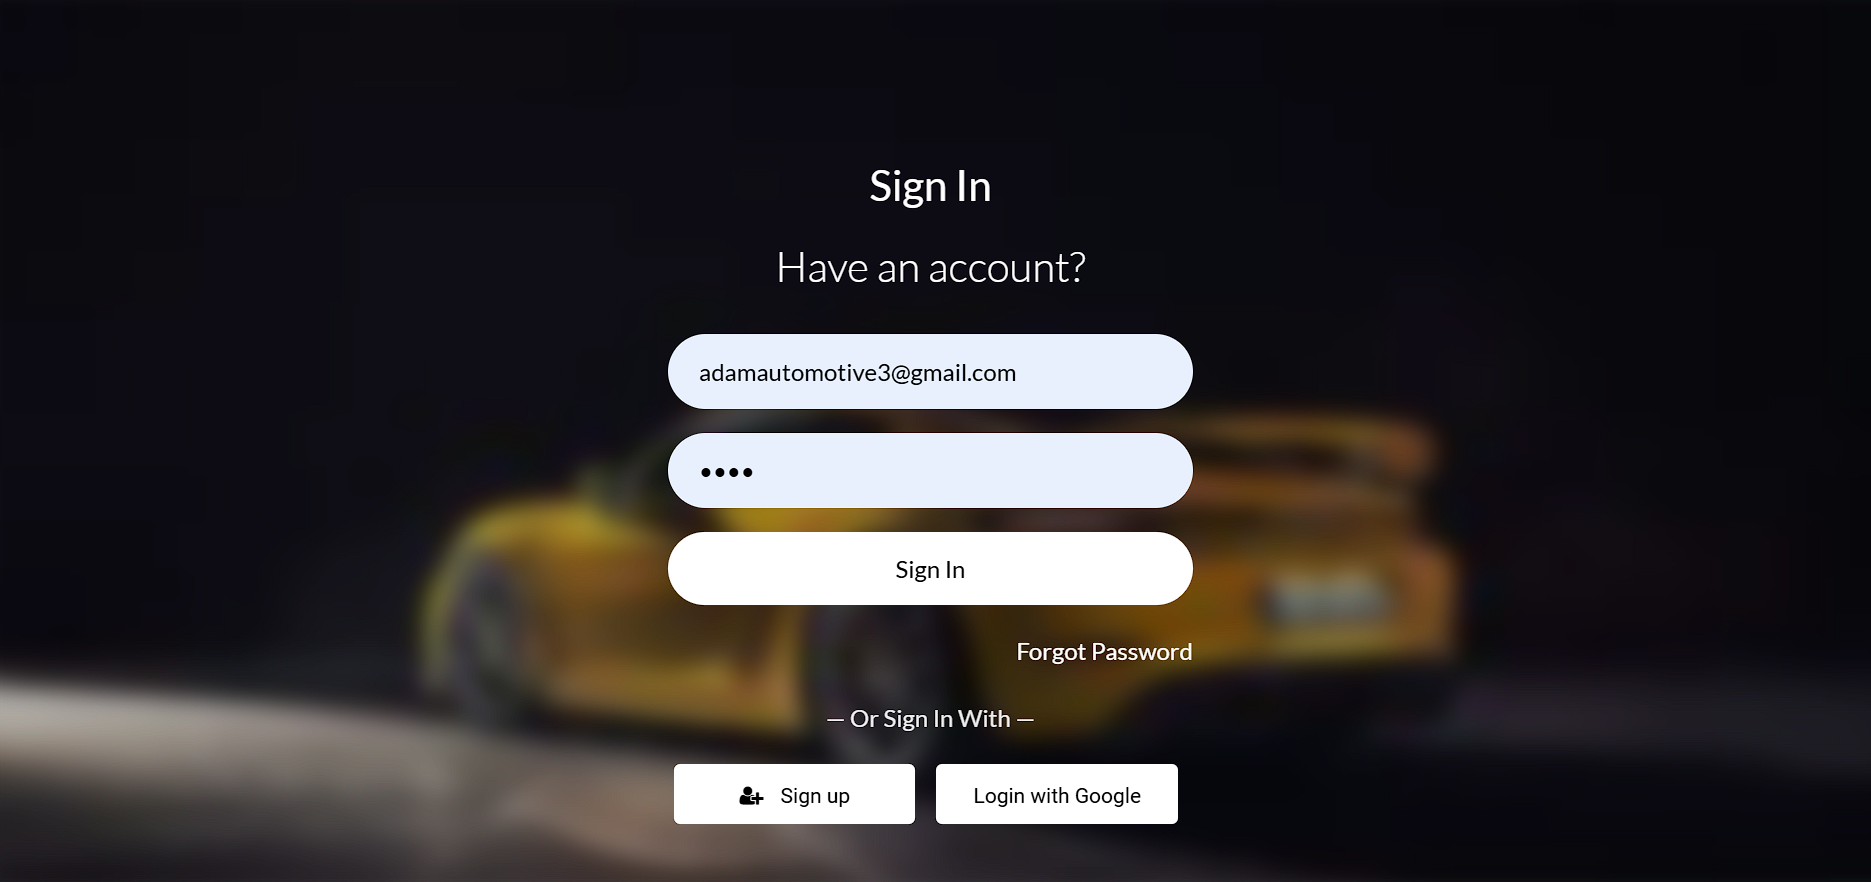 Sign In
Have an account?
adamautomotive3@gmail.com
••••
Sign In
Forgot Password
— Or Sign In With —
Sign up
Login with Google